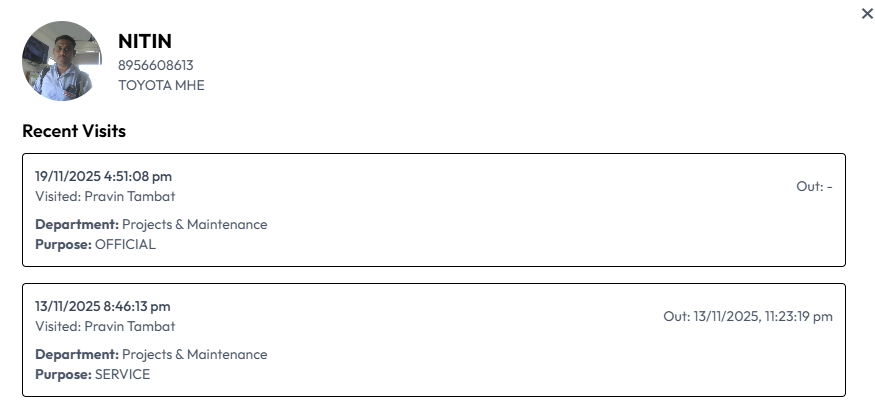 NITIN
8956608613
TOYOTA MHE
Recent Visits
19/11/2025 4:51:08 pm
Out: -
Visited: Pravin Tambat
Department: Projects & Maintenance
Purpose: OFFICIAL
13/11/2025 8:46:13 pm
Out: 13/11/2025, 11:23:19 pm
Visited: Pravin Tambat
Department: Projects & Maintenance
Purpose: SERVICE